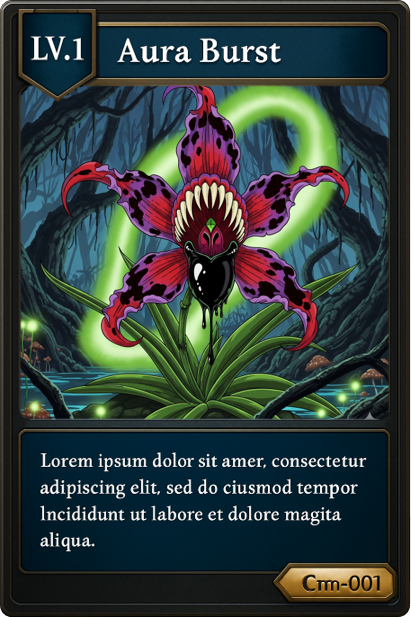 LV.1
Aura Burst
Lorem ipsum dolor sit amer, consectetur
adipiscing elit, sed do ciusmod tempor
lncididunt ut labore et dolore magita
aliqua.
Cтт-001